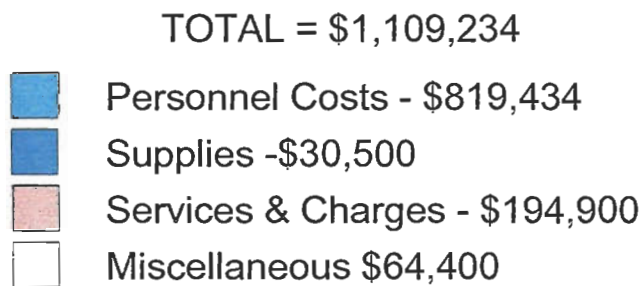 TOTAL = $1,109,234
Personnel Costs - $819,434
Supplies -$30,500
Services & Charges - $194,900
Miscellaneous $64,400